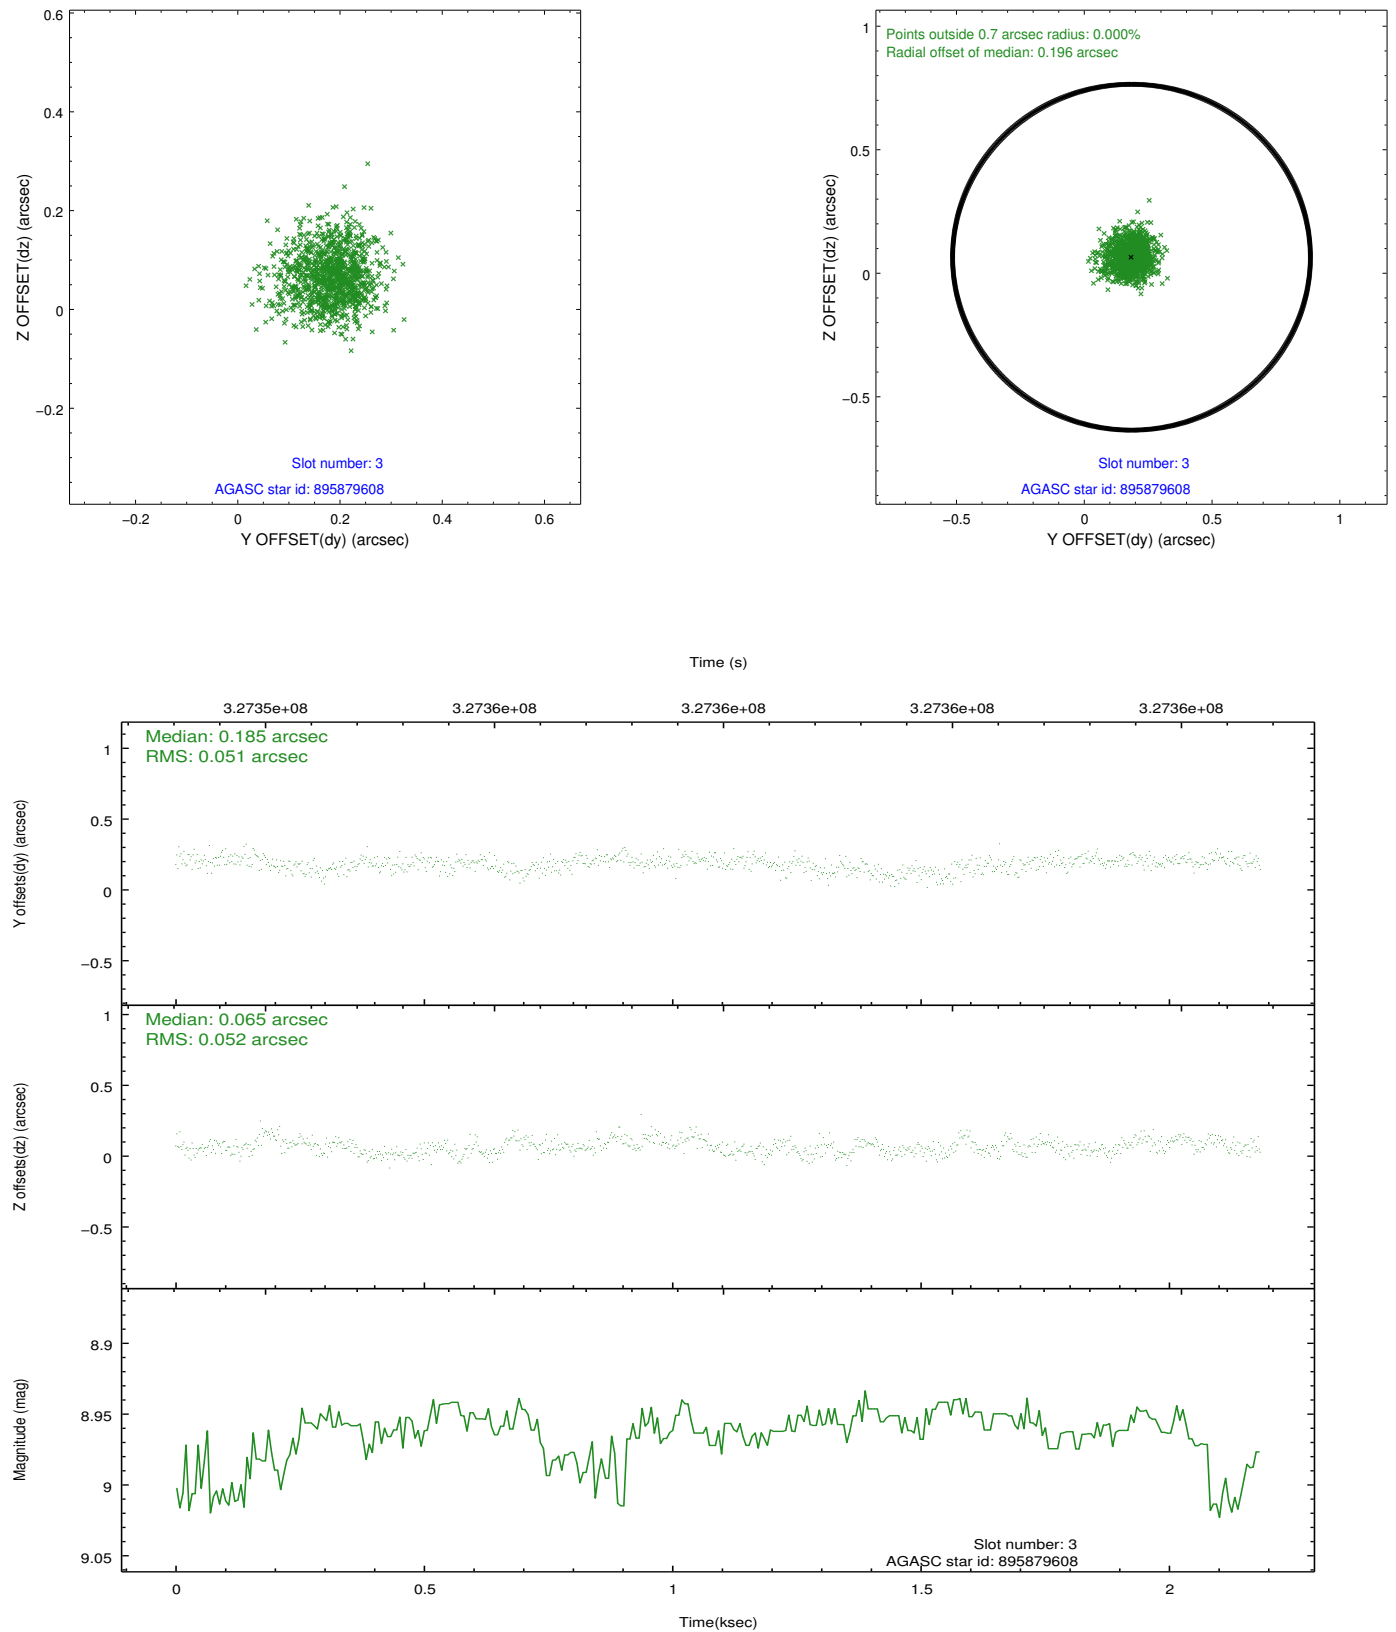 0.6
0.4
0.2
0
−0.2
Z OFFSET(dz) (arcsec)
Slot number: 3
AGASC star id: 895879608
−0.2 0 0.2 0.4 0.6
Y OFFSET(dy) (arcsec)
Points outside 0.7 arcsec radius: 0.000%
Radial offset of median: 0.196 arcsec
1
0.5
0
−0.5
Z OFFSET(dz) (arcsec)
Slot number: 3
AGASC star id: 895879608
−0.5 0 0.5 1
Y OFFSET(dy) (arcsec)
Time (s)
3.2735e+08 3.2736e+08 3.2736e+08 3.2736e+08 3.2736e+08
Median: 0.185 arcsec
RMS: 0.051 arcsec
1
0.5
0
−0.5
Y offsets(dy) (arcsec)
Median: 0.065 arcsec
RMS: 0.052 arcsec
1
0.5
0
−0.5
Z offsets(dz) (arcsec)
8.9
8.95
9
9.05
Magnitude (mag)
Slot number: 3
AGASC star id: 895879608
0 0.5 1 1.5 2
Time(ksec)